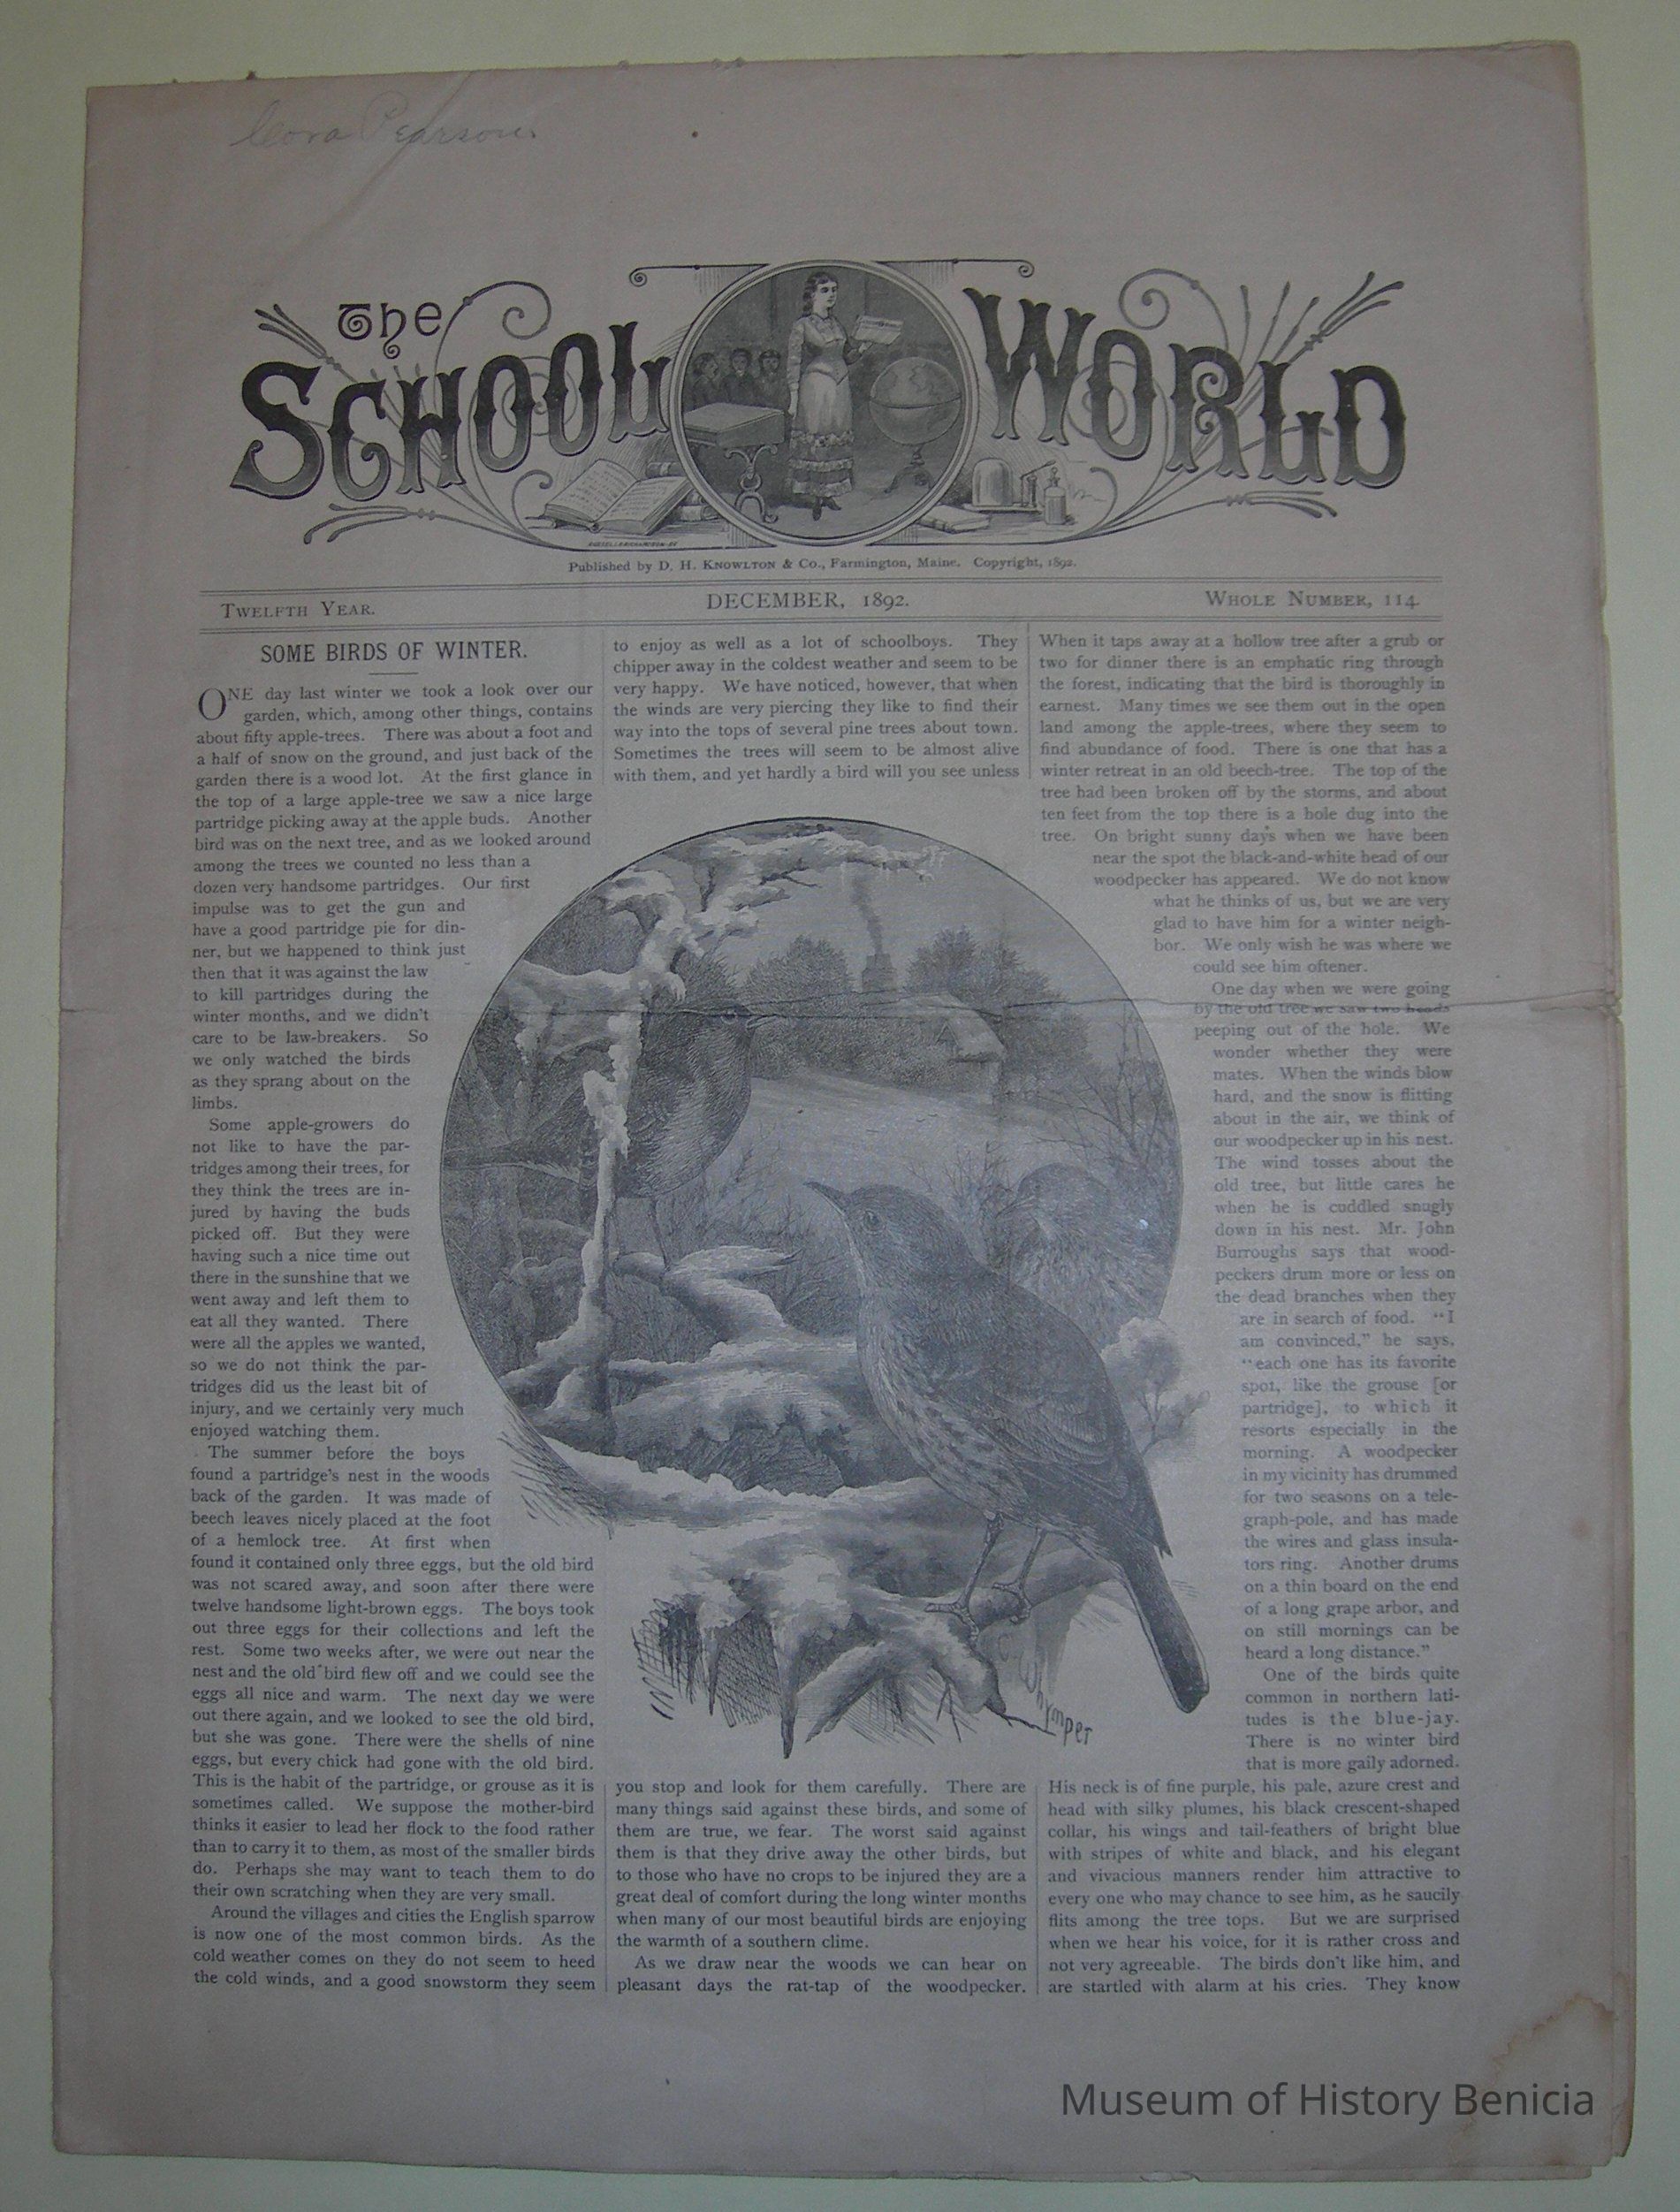 Cora Pearson.
The
SCHOOL WORLD
Published by D. H. KNOWLTON & Co., Farmington, Maine. Copyright, 1892.
TWELFTH YEAR.
DECEMBER, 1892.
WHOLE NUMBER, 114
SOME BIRDS OF WINTER.
ONE day last winter we took a look over our
garden, which, among other things, contains
about fifty apple-trees. There was about a foot and
a half of snow on the ground, and just back of the
garden there is a wood lot. At the first glance in
the top of a large apple-tree we saw a nice large
partridge picking away at the apple buds. Another
bird was on the next tree, and as we looked around
among the trees we counted no less than a
dozen very handsome partridges. Our first
impulse was to get the gun and
have a good partridge pie for din-
ner, but we happened to think just
then that it was against the law
to kill partridges during the
winter months, and we didn't
care to be law-breakers. So
we only watched the birds
as they sprang about on the
limbs.
Some apple-growers do
not like to have the par-
tridges among their trees, for
they think the trees are in-
jured by having the buds
picked off. But they were
having such a nice time out
there in the sunshine that we
went away and left them to
eat all they wanted. There
were all the apples we wanted,
so we do not think the par-
tridges did us the least bit of
injury, and we certainly very much
enjoyed watching them.
The summer before the boys
found a partridge's nest in the woods
back of the garden. It was made of
beech leaves nicely placed at the foot
of a hemlock tree. At first when
found it contained only three eggs, but the old bird
was not scared away, and soon after there were
twelve handsome light-brown eggs. The boys took
out three eggs for their collections and left the
rest. Some two weeks after, we were out near the
nest and the old bird flew off and we could see the
eggs all nice and warm. The next day we were
out there again, and we looked to see the old bird,
but she was gone. There were the shells of nine
eggs, but every chick had gone with the old bird.
This is the habit of the partridge, or grouse as it is
sometimes called. We suppose the mother-bird
thinks it easier to lead her flock to the food rather
than to carry it to them, as most of the smaller birds
do. Perhaps she may want to teach them to do
their own scratching when they are very small.
Around the villages and cities the English sparrow
is now one of the most common birds. As the
cold weather comes on they do not seem to heed
the cold winds, and a good snowstorm they seem
to enjoy as well as a lot of schoolboys. They
chipper away in the coldest weather and seem to be
very happy. We have noticed, however, that when
the winds are very piercing they like to find their
way into the tops of several pine trees about town.
Sometimes the trees will seem to be almost alive
with them, and yet hardly a bird will you see unless
Whymper
you stop and look for them carefully. There are
many things said against these birds, and some of
them are true, we fear. The worst said against
them is that they drive away the other birds, but
to those who have no crops to be injured they are a
great deal of comfort during the long winter months
when many of our most beautiful birds are enjoying
the warmth of a southern clime.
As we draw near the woods we can hear on
pleasant days the rat-tap of the woodpecker.
When it taps away at a hollow tree after a grub or
two for dinner there is an emphatic ring through
the forest, indicating that the bird is thoroughly in
earnest. Many times we see them out in the open
land among the apple-trees, where they seem to
find abundance of food. There is one that has a
winter retreat in an old beech-tree. The top of the
tree had been broken off by the storms, and about
ten feet from the top there is a hole dug into the
tree. On bright sunny days when we have been
near the spot the black-and-white head of our
woodpecker has appeared. We do not know
what he thinks of us, but we are very
glad to have him for a winter neigh-
bor. We only wish he was where we
could see him oftener.
One day when we were going
by the old tree we saw two heads
peeping out of the hole. We
wonder whether they were
mates. When the winds blow
hard, and the snow is flitting
about in the air, we think of
our woodpecker up in his nest.
The wind tosses about the
old tree, but little cares he
when he is cuddled snugly
down in his nest. Mr. John
Burroughs says that wood-
peckers drum more or less on
the dead branches when they
are in search of food. "I
am convinced," he says,
"each one has its favorite
spot, like the grouse [or
partridge], to which it
resorts especially in the
morning. A woodpecker
in my vicinity has drummed
for two seasons on a tele-
graph-pole, and has made
the wires and glass insula-
tors ring. Another drums
on a thin board on the end
of a long grape arbor, and
on still mornings can be
heard a long distance."
One of the birds quite
common in northern lati-
tudes is the blue-jay.
There is no winter bird
that is more gaily adorned.
His neck is of fine purple, his pale, azure crest and
head with silky plumes, his black crescent-shaped
collar, his wings and tail-feathers of bright blue
with stripes of white and black, and his elegant
and vivacious manners render him attractive to
every one who may chance to see him, as he saucily
flits among the tree tops. But we are surprised
when we hear his voice, for it is rather cross and
not very agreeable. The birds don't like him, and
are startled with alarm at his cries. They know
Museum of History Benicia